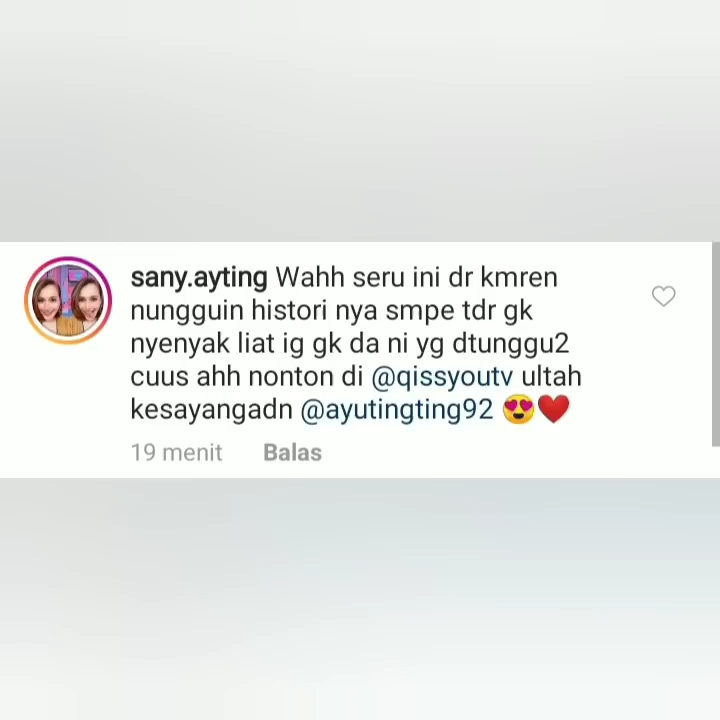 sany.ayting Wahh seru ini dr kmren
nungguin histori nya smpe tdr gk
nyenyak liat ig gk da ni yg dtunggu2
cuus ahh nonton di @qissyoutv ultah
kesayangadn @ayutingting92 😍❤️
19 menit Balas